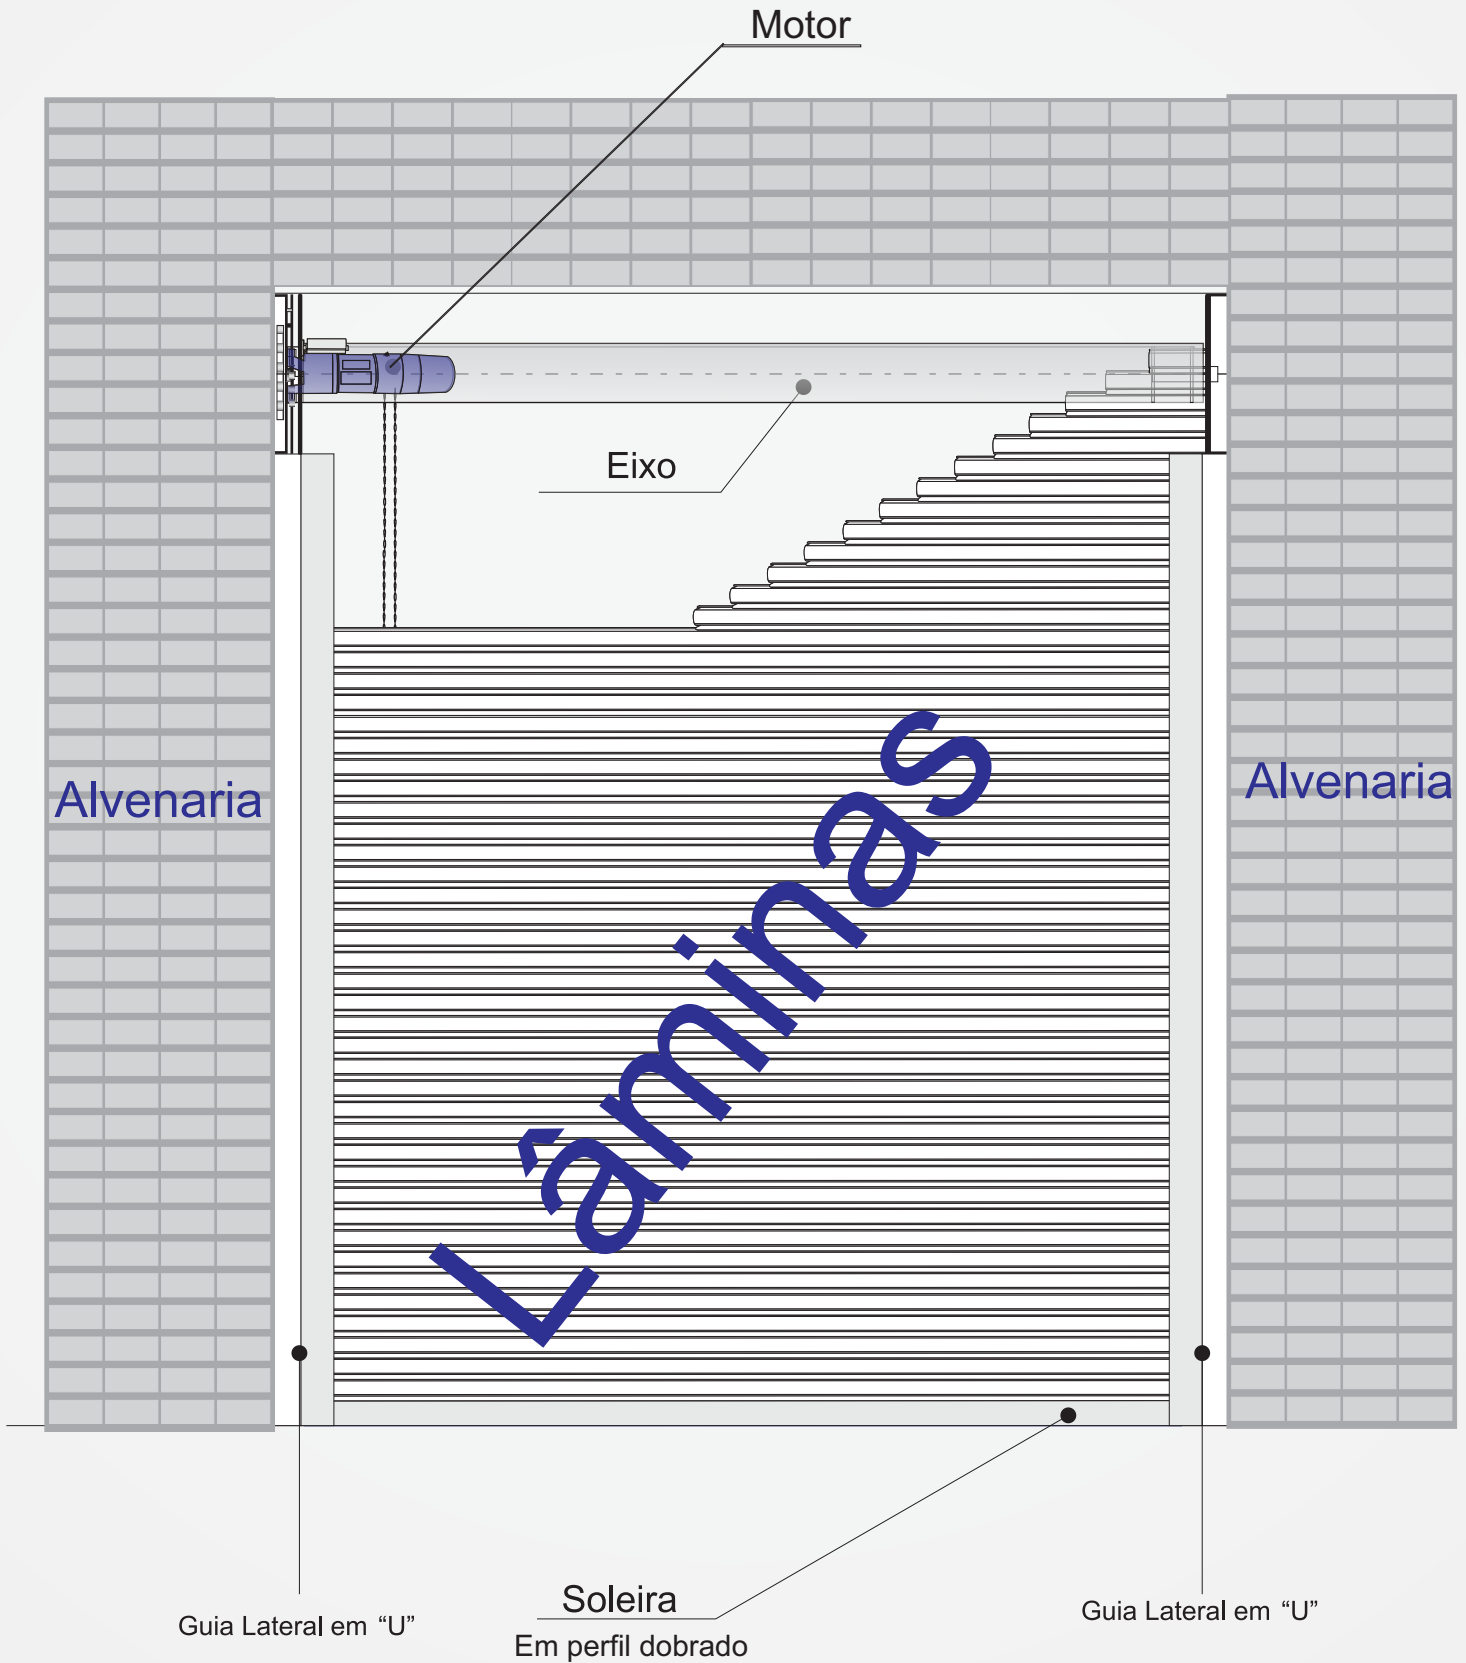 Motor
Eixo
Alvenaria
Alvenaria
Lâminas
Guia Lateral em “U”
Soleira
Em perfil dobrado
Guia Lateral em “U”